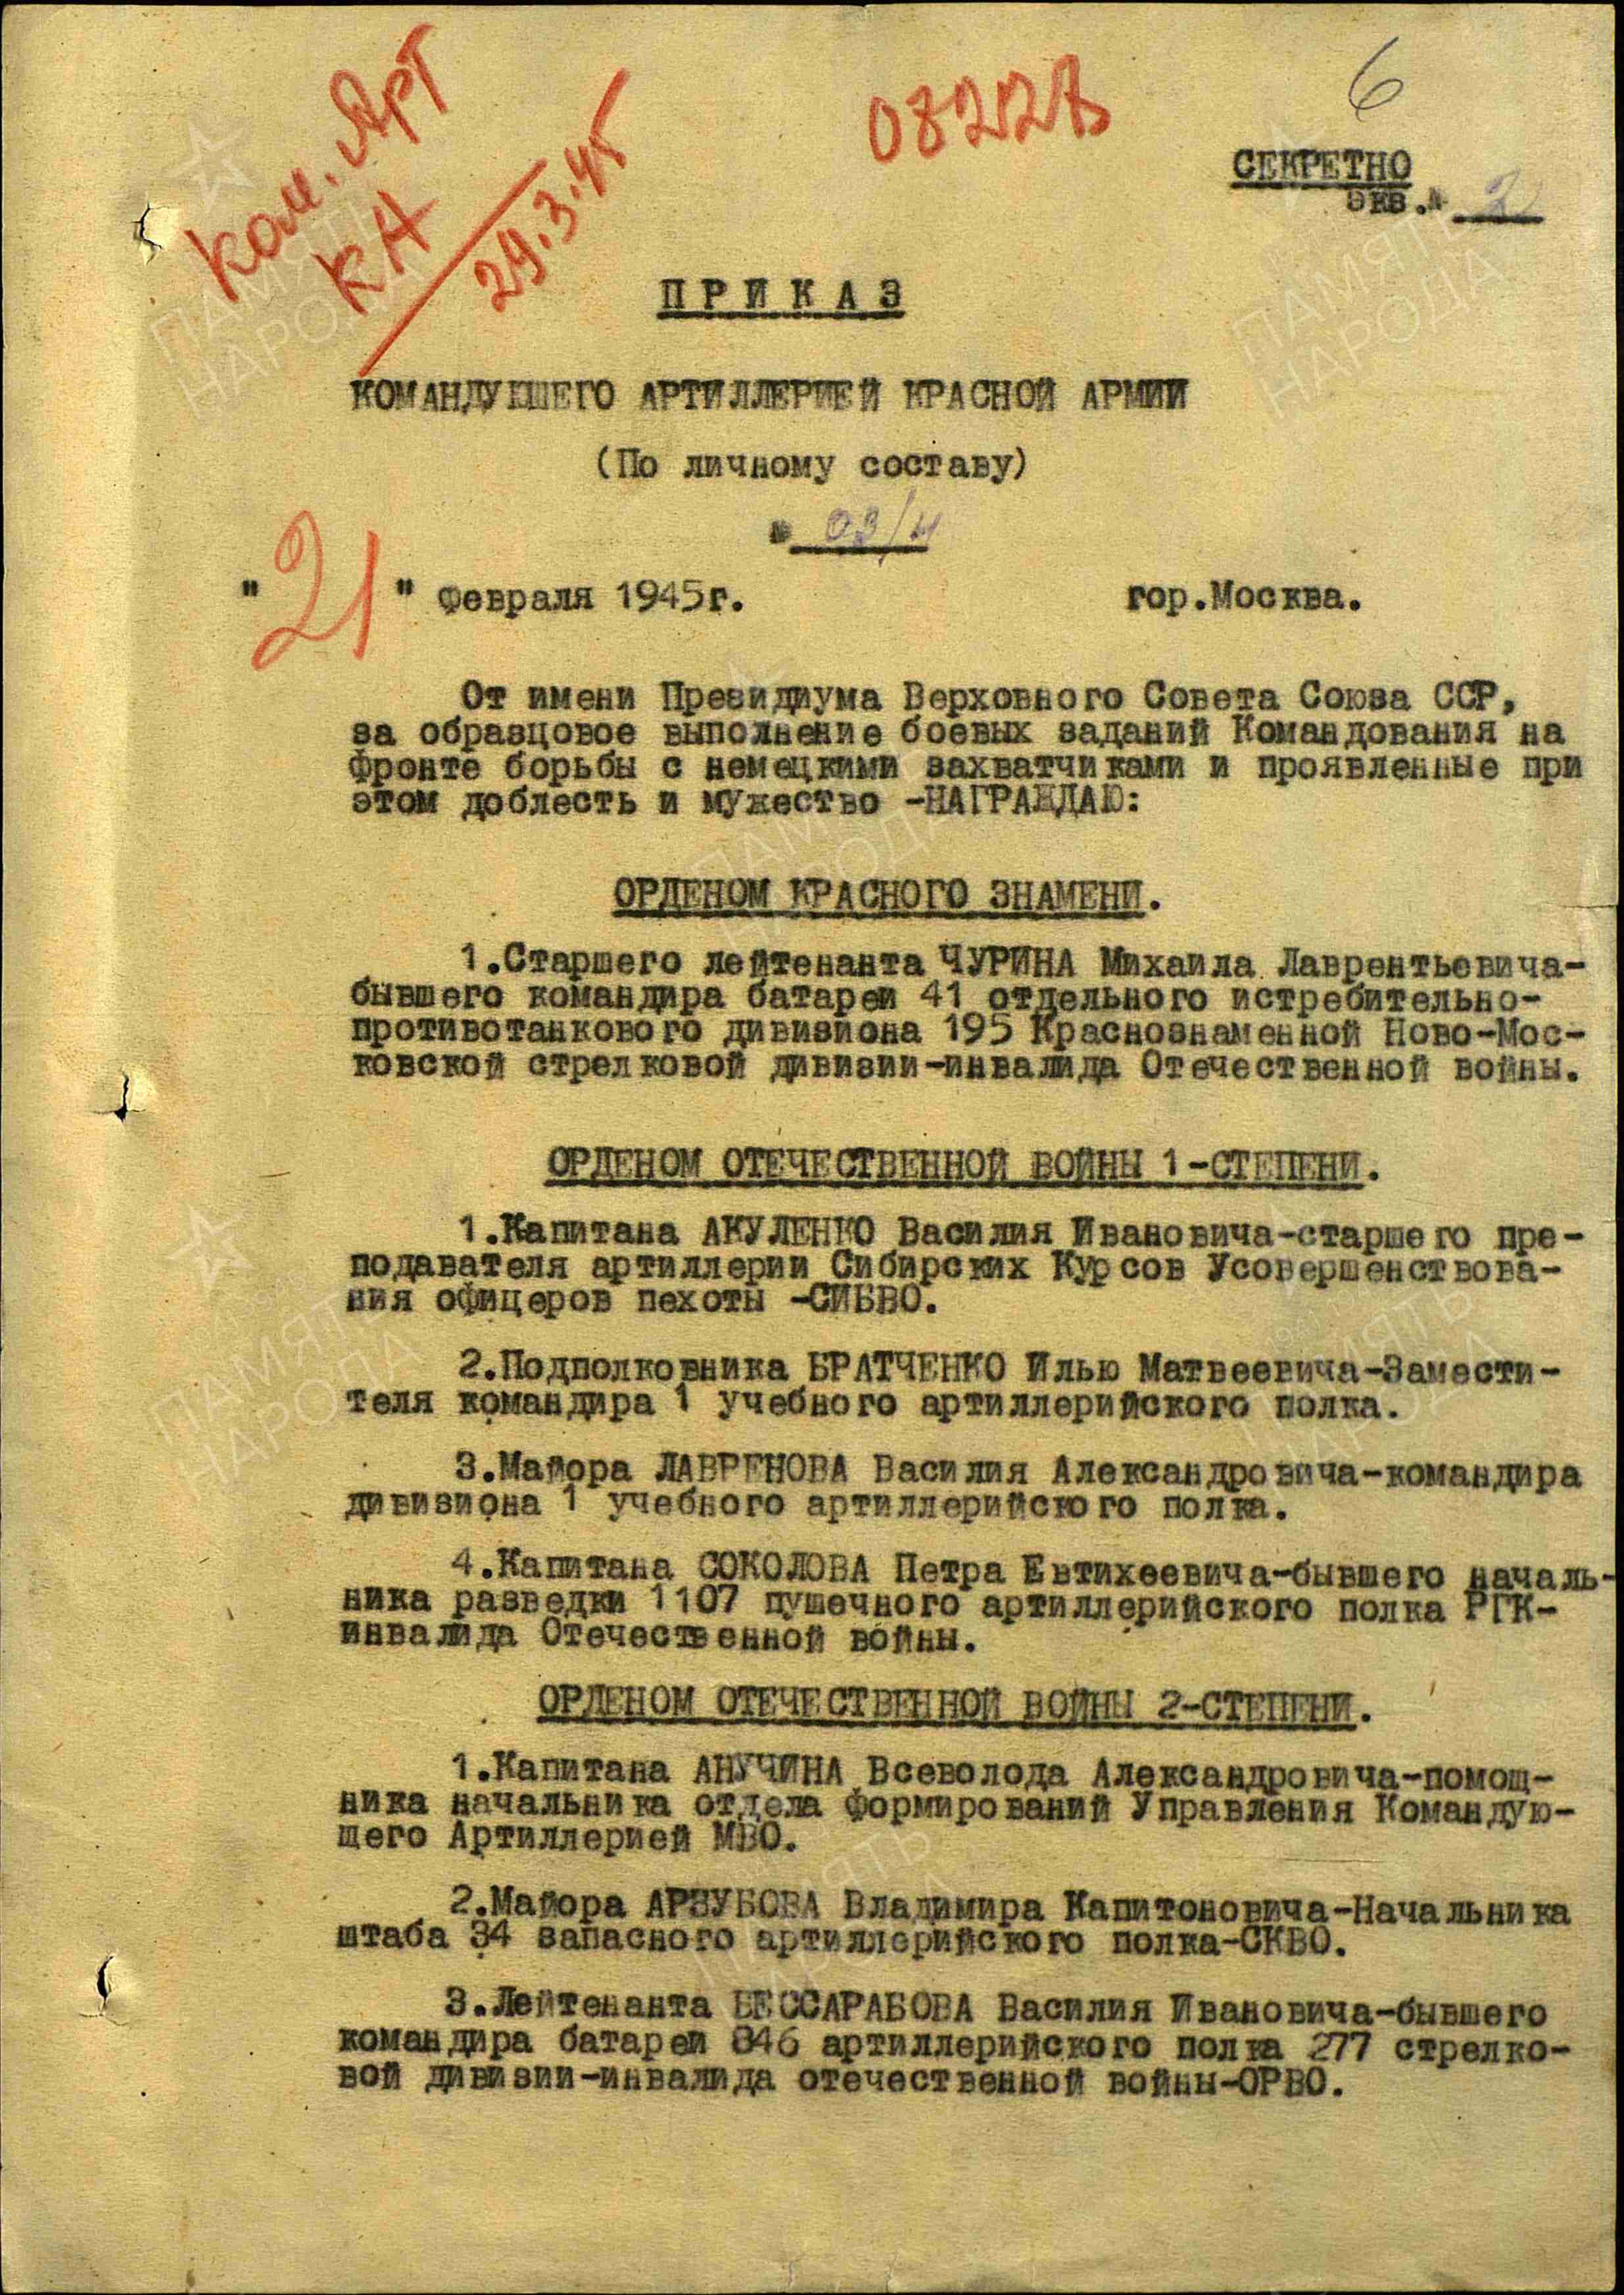 6
08212В
Ком. Арт
КА
29.3.45
СЕКРЕТНО
Экз.№ 2
ПРИКАЗ
КОМАНДУЮЩЕГО АРТИЛЛЕРИЕЙ КРАСНОЙ АРМИИ
(По личному составу)
№ 03/н
"21" февраля 1945г. гор.Москва.
От имени Президиума Верховного Совета Союза ССР,
за образцовое выполнение боевых заданий Командования на
фронте борьбы с немецкими захватчиками и проявленные при
этом доблесть и мужество -НАГРАЖДАЮ:
ОРДЕНОМ КРАСНОГО ЗНАМЕНИ.
1.Старшего лейтенанта ЧУРИНА Михаила Лаврентьевича-
бывшего командира батареи 41 отдельного истребительно-
противотанкового дивизиона 195 Краснознаменной Ново-Мос-
ковской стрелковой дивизии-инвалида Отечественной войны.
ОРДЕНОМ ОТЕЧЕСТВЕННОЙ ВОЙНЫ 1-СТЕПЕНИ.
1.Капитана АКУЛЕНКО Василия Ивановича-старшего пре-
подавателя артиллерии Сибирских Курсов Усовершенствова-
ния офицеров пехоты -СИБВО.
2.Подполковника БРАТЧЕНКО Илью Матвеевича-Замести-
теля командира 1 учебного артиллерийского полка.
3.Майора ЛАВРЕНОВА Василия Александровича-командира
дивизиона 1 учебного артиллерийского полка.
4.Капитана СОКОЛОВА Петра Евтихеевича-бывшего началь-
ника разведки 1107 пушечного артиллерийского полка РГК-
инвалида Отечественной войны.
ОРДЕНОМ ОТЕЧЕСТВЕННОЙ ВОЙНЫ 2-СТЕПЕНИ.
1.Капитана АНУЧИНА Всеволода Александровича-помощ-
ника начальника отдела формирований Управления Командую-
щего Артиллерией МВО.
2.Майора АРЗУБОВА Владимира Капитоновича-Начальника
штаба 34 запасного артиллерийского полка-СКВО.
3.Лейтенанта БЕССАРАБОВА Василия Ивановича-бывшего
командира батареи 846 артиллерийского полка 277 стрелко-
вой дивизии-инвалида отечественной войны-ОРВО.
ПАМЯТЬ
НАРОДА